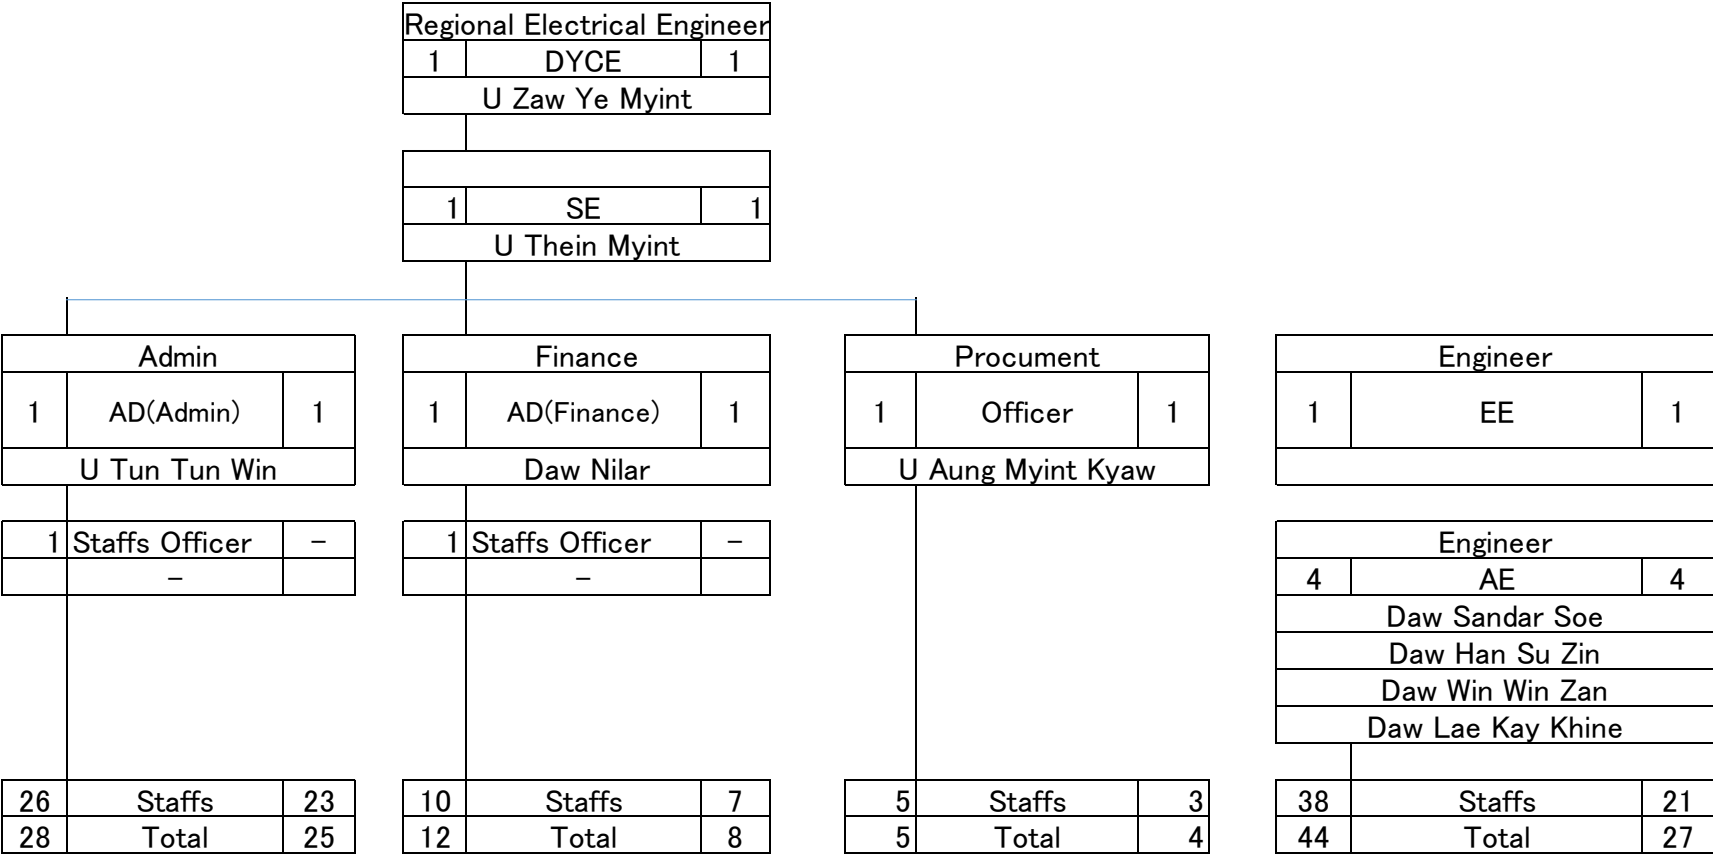 Regional Electrical Engineer
1 DYCE 1
U Zaw Ye Myint
1 SE 1
U Thein Myint
Admin Finance Procument Engineer
1 AD(Admin) 1 1 AD(Finance) 1 1 Officer 1 1 EE 1
U Tun Tun Win Daw Nilar U Aung Myint Kyaw
1 Staffs Officer - 1 Staffs Officer - Engineer
- - 4 AE 4
Daw Sandar Soe
Daw Han Su Zin
Daw Win Win Zan
Daw Lae Kay Khine
26 Staffs 23 10 Staffs 7 5 Staffs 3 38 Staffs 21
28 Total 25 12 Total 8 5 Total 4 44 Total 27